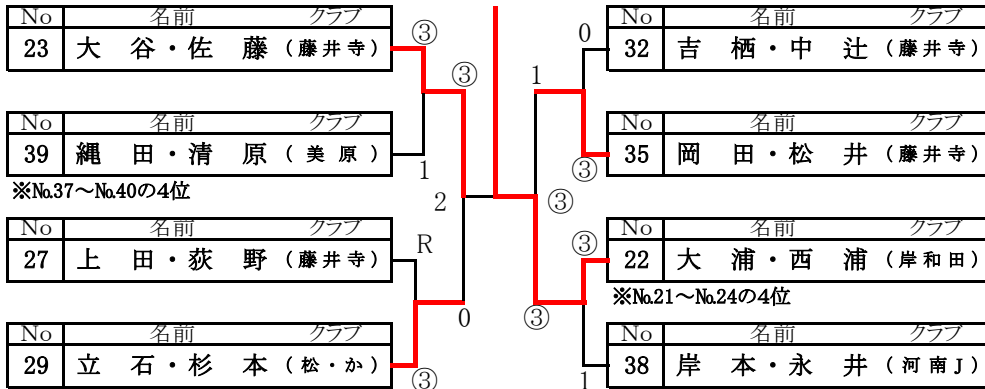 No 名前 クラブ
23 大 谷・佐 藤 (藤井寺)
③
③
No 名前 クラブ
39 縄 田・清 原 (美原)
1
※№37～№40の4位
2
No 名前 クラブ
27 上 田・荻 野 (藤井寺)
R
0
No 名前 クラブ
29 立 石・杉 本 (松・か)
③
No 名前 クラブ
32 吉 栖・中 辻 (藤井寺)
0
1
No 名前 クラブ
35 岡 田・松 井 (藤井寺)
③
③
No 名前 クラブ
22 大 浦・西 浦 (岸和田)
③
※№21～№24の4位
③
No 名前 クラブ
38 岸 本・永 井 (河南J)
1